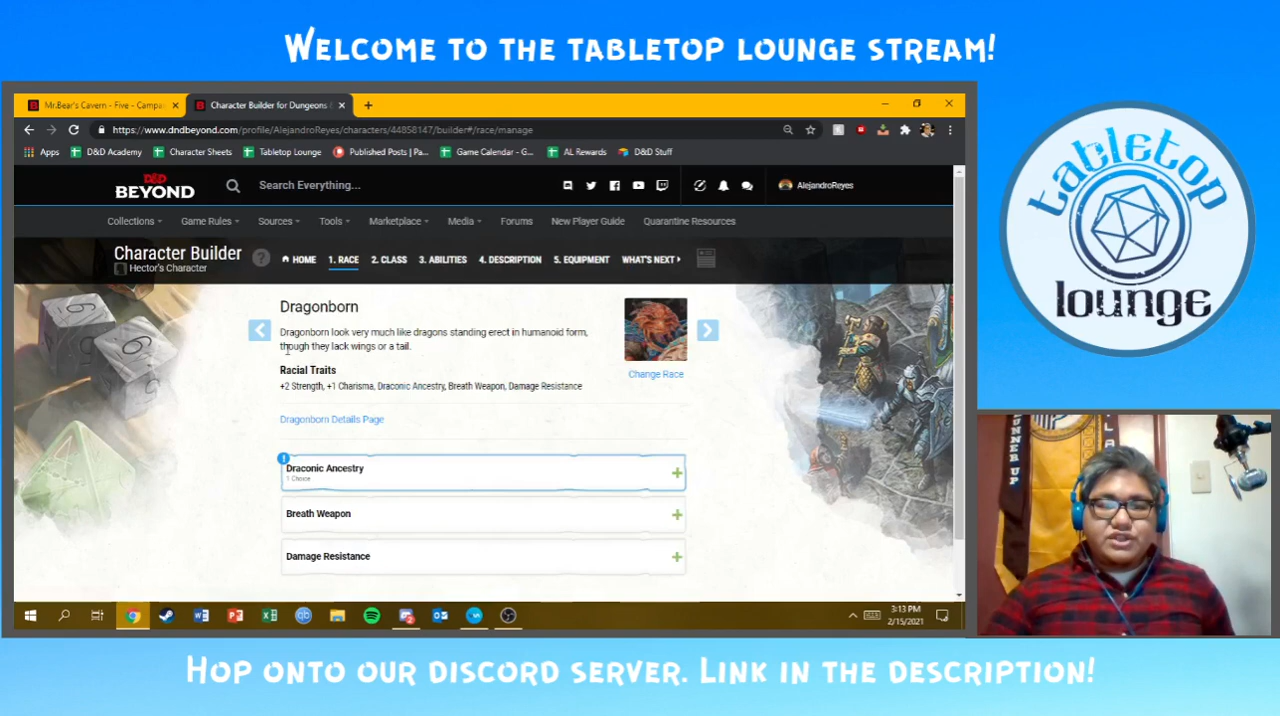 WELCOME TO THE TABLETOP LOUNGE STREAM!
Mr.Bear's Cavern - Five - Campa
Character Builder for Dungeons &
https://www.dndbeyond.com/profile/AlejandroReyes/characters/44858147/builder#/race/manage
Apps D&D Academy Character Sheets Tabletop Lounge Published Posts | Pa... Game Calendar - G... AL Rewards D&D Stuff
D&D BEYOND Search Everything... AlejandroReyes
Collections Game Rules Sources Tools Marketplace Media Forums New Player Guide Quarantine Resources
Character Builder
Hector's Character
HOME 1. RACE 2. CLASS 3. ABILITIES 4. DESCRIPTION 5. EQUIPMENT WHAT'S NEXT
Dragonborn
Dragonborn look very much like dragons standing erect in humanoid form,
though they lack wings or a tail.
Racial Traits
+2 Strength, +1 Charisma, Draconic Ancestry, Breath Weapon, Damage Resistance
Change Race
Dragonborn Details Page
Draconic Ancestry
1 Choice
Breath Weapon
Damage Resistance
3:13 PM
2/15/2021
tabletop
lounge
RUNNER UP
HOP ONTO OUR DISCORD SERVER. LINK IN THE DESCRIPTION!